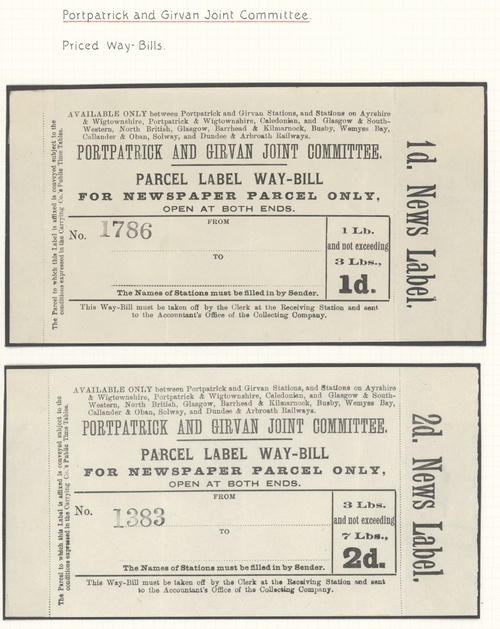 Portpatrick and Girvan Joint Committee.
Priced Way-Bills.
The Parcel to which this Label is affixed is conveyed subject to the
conditions expressed in the Carrying Co.'s Public Time Tables.
AVAILABLE ONLY between Portpatrick and Girvan Stations, and Stations on Ayrshire
& Wigtownshire, Portpatrick & Wigtownshire, Caledonian, and Glasgow & South-
Western, North British, Glasgow, Barrhead & Kilmarnock, Busby, Wemyss Bay,
Callander & Oban, Solway, and Dundee & Arbroath Railways.
PORTPATRICK AND GIRVAN JOINT COMMITTEE.
PARCEL LABEL WAY-BILL
FOR NEWSPAPER PARCEL ONLY,
OPEN AT BOTH ENDS.
No. 1786
FROM
TO
The Names of Stations must be filled in by Sender.
1 Lb.
and not exceeding
3 Lbs.,
1d.
This Way-Bill must be taken off by the Clerk at the Receiving Station and sent
to the Accountant's Office of the Collecting Company.
1d. News Label.
The Parcel to which this Label is affixed is conveyed subject to the
conditions expressed in the Carrying Co.'s Public Time Tables.
AVAILABLE ONLY between Portpatrick and Girvan Stations, and Stations on Ayrshire
& Wigtownshire, Portpatrick & Wigtownshire, Caledonian, and Glasgow & South-
Western, North British, Glasgow, Barrhead & Kilmarnock, Busby, Wemyss Bay,
Callander & Oban, Solway, and Dundee & Arbroath Railways.
PORTPATRICK AND GIRVAN JOINT COMMITTEE.
PARCEL LABEL WAY-BILL
FOR NEWSPAPER PARCEL ONLY,
OPEN AT BOTH ENDS.
No. 1383
FROM
TO
The Names of Stations must be filled in by Sender.
3 Lbs.
and not exceeding
7 Lbs.,
2d.
This Way-Bill must be taken off by the Clerk at the Receiving Station and sent
to the Accountant's Office of the Collecting Company.
2d. News Label.